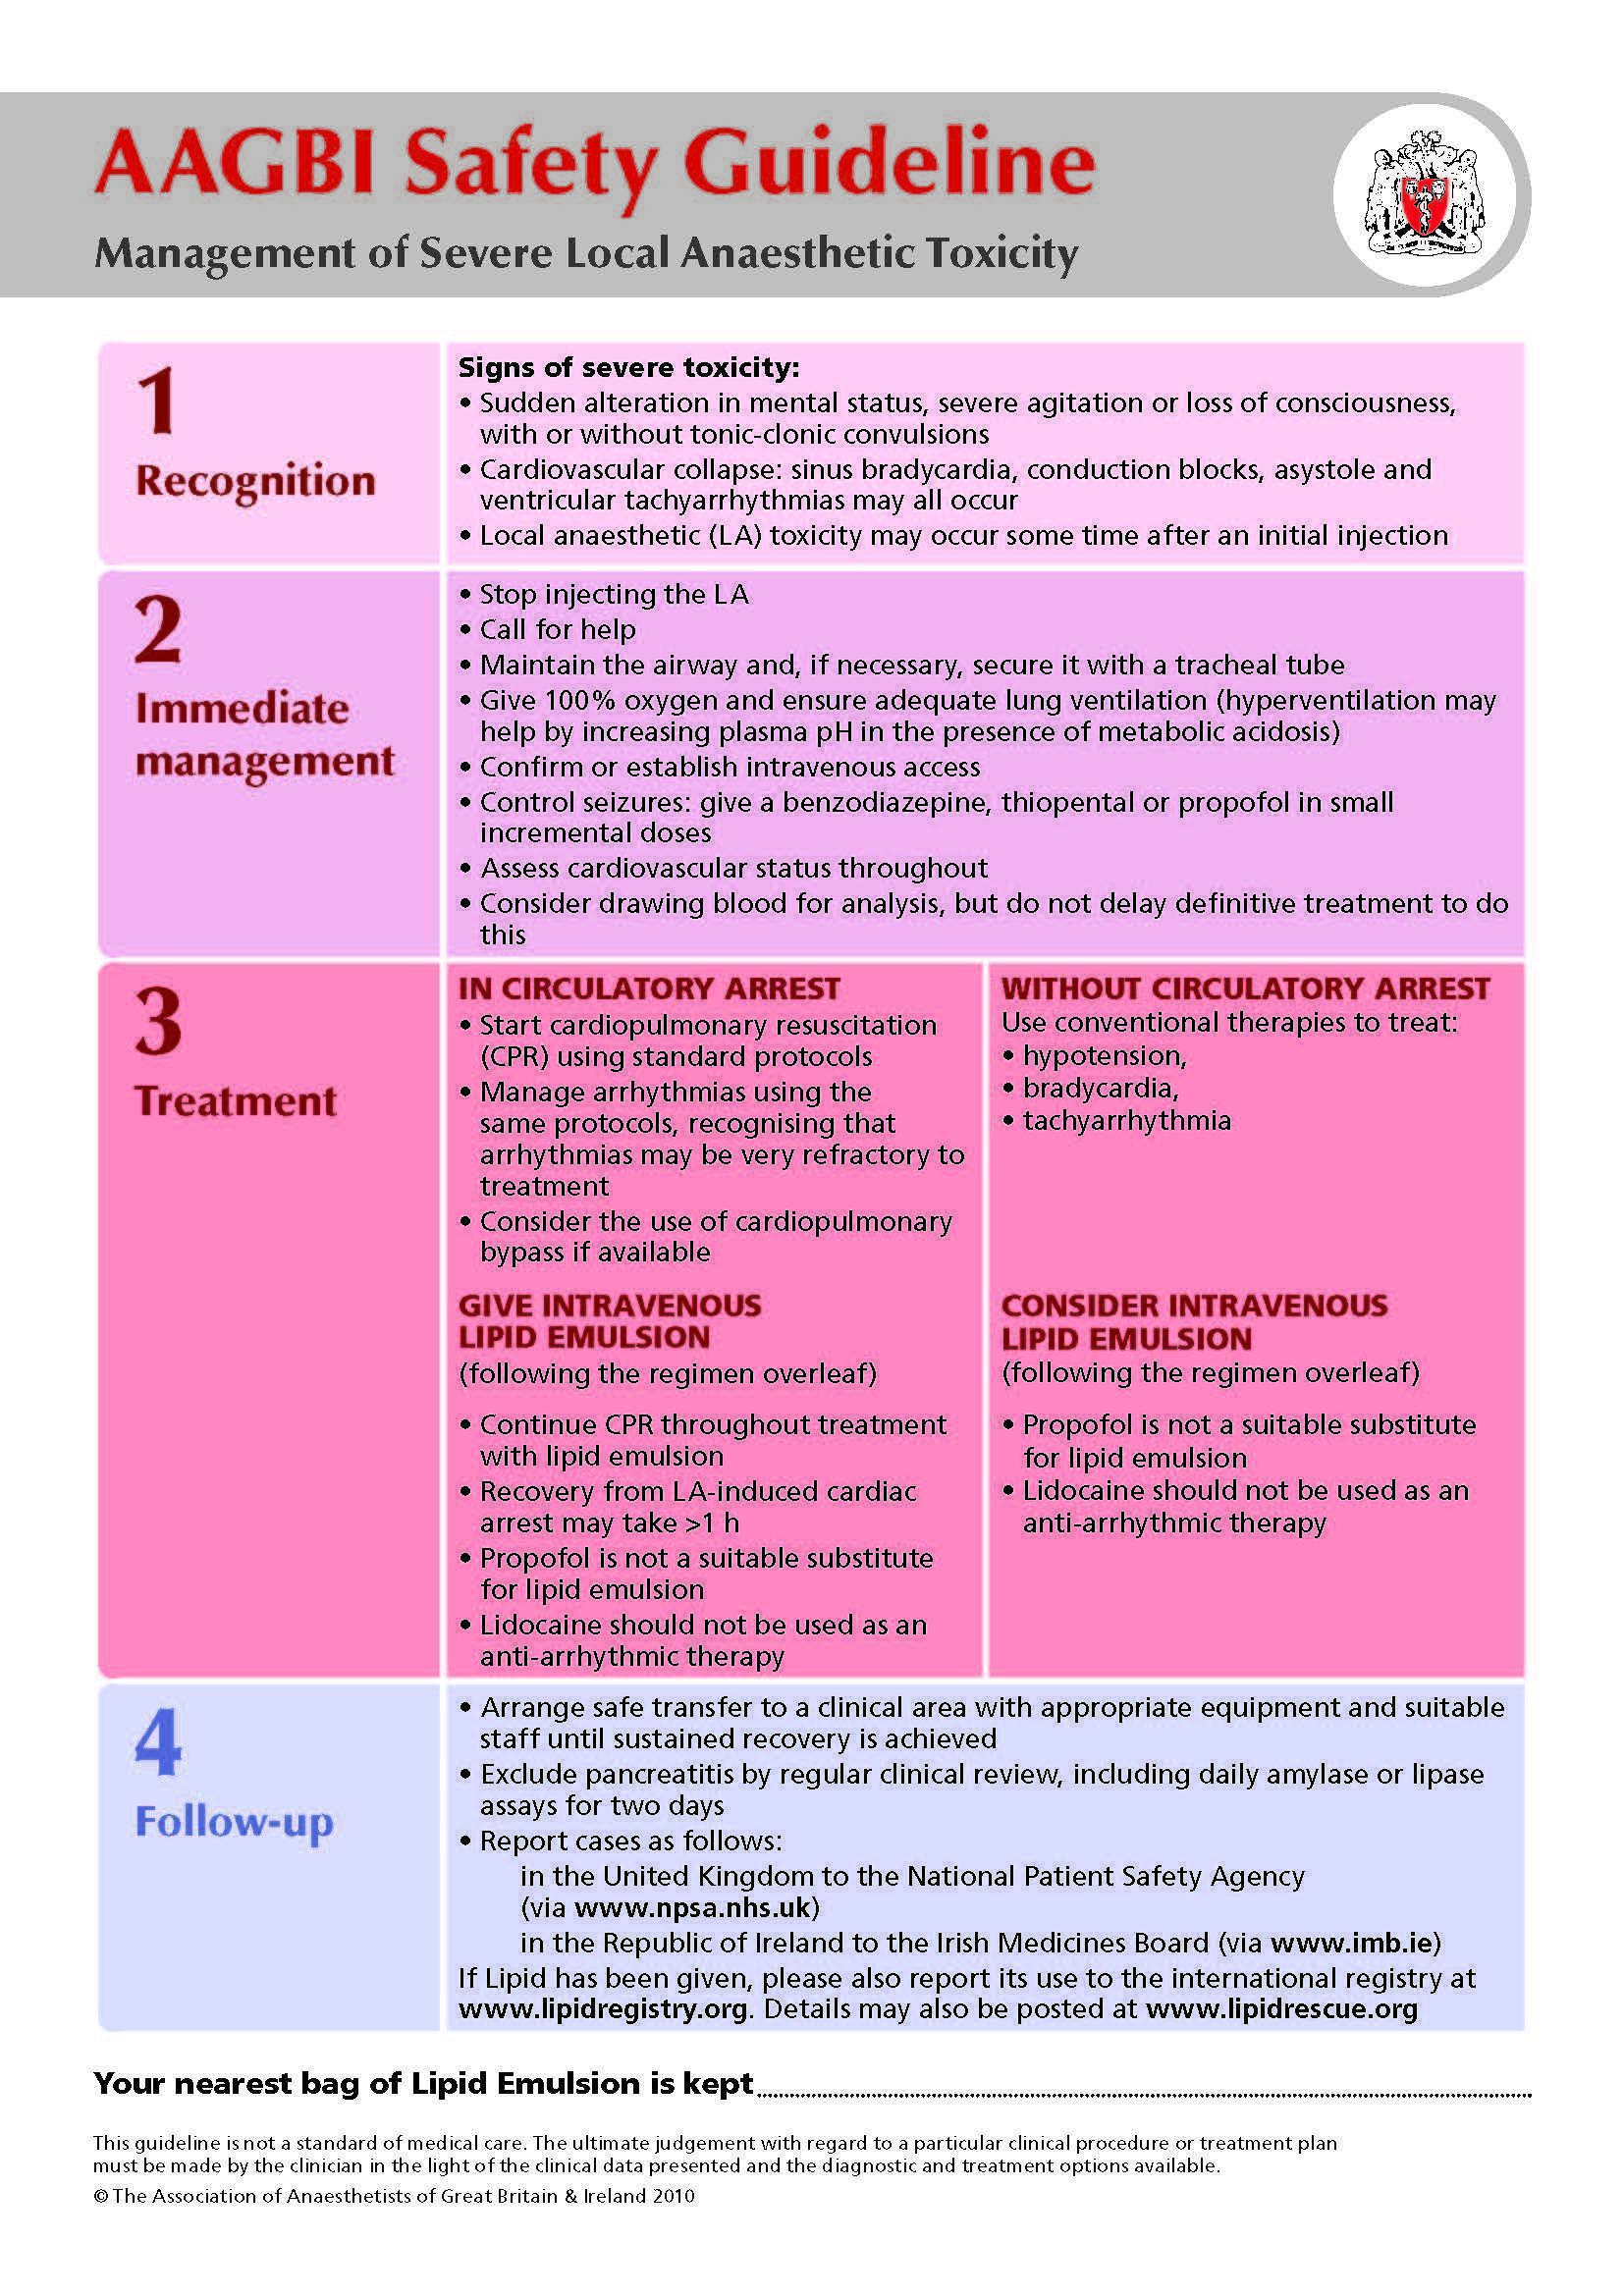 AAGBI Safety Guideline
Management of Severe Local Anaesthetic Toxicity
1
Recognition
Signs of severe toxicity:
• Sudden alteration in mental status, severe agitation or loss of consciousness,
with or without tonic-clonic convulsions
• Cardiovascular collapse: sinus bradycardia, conduction blocks, asystole and
ventricular tachyarrhythmias may all occur
• Local anaesthetic (LA) toxicity may occur some time after an initial injection
2
Immediate
management
• Stop injecting the LA
• Call for help
• Maintain the airway and, if necessary, secure it with a tracheal tube
• Give 100% oxygen and ensure adequate lung ventilation (hyperventilation may
help by increasing plasma pH in the presence of metabolic acidosis)
• Confirm or establish intravenous access
• Control seizures: give a benzodiazepine, thiopental or propofol in small
incremental doses
• Assess cardiovascular status throughout
• Consider drawing blood for analysis, but do not delay definitive treatment to do
this
3
Treatment
IN CIRCULATORY ARREST
• Start cardiopulmonary resuscitation
(CPR) using standard protocols
• Manage arrhythmias using the
same protocols, recognising that
arrhythmias may be very refractory to
treatment
• Consider the use of cardiopulmonary
bypass if available
GIVE INTRAVENOUS
LIPID EMULSION
(following the regimen overleaf)
• Continue CPR throughout treatment
with lipid emulsion
• Recovery from LA-induced cardiac
arrest may take >1 h
• Propofol is not a suitable substitute
for lipid emulsion
• Lidocaine should not be used as an
anti-arrhythmic therapy
WITHOUT CIRCULATORY ARREST
Use conventional therapies to treat:
• hypotension,
• bradycardia,
• tachyarrhythmia
CONSIDER INTRAVENOUS
LIPID EMULSION
(following the regimen overleaf)
• Propofol is not a suitable substitute
for lipid emulsion
• Lidocaine should not be used as an
anti-arrhythmic therapy
4
Follow-up
• Arrange safe transfer to a clinical area with appropriate equipment and suitable
staff until sustained recovery is achieved
• Exclude pancreatitis by regular clinical review, including daily amylase or lipase
assays for two days
• Report cases as follows:
in the United Kingdom to the National Patient Safety Agency
(via www.npsa.nhs.uk)
in the Republic of Ireland to the Irish Medicines Board (via www.imb.ie)
If Lipid has been given, please also report its use to the international registry at
www.lipidregistry.org. Details may also be posted at www.lipidrescue.org
Your nearest bag of Lipid Emulsion is kept
This guideline is not a standard of medical care. The ultimate judgement with regard to a particular clinical procedure or treatment plan
must be made by the clinician in the light of the clinical data presented and the diagnostic and treatment options available.
© The Association of Anaesthetists of Great Britain & Ireland 2010